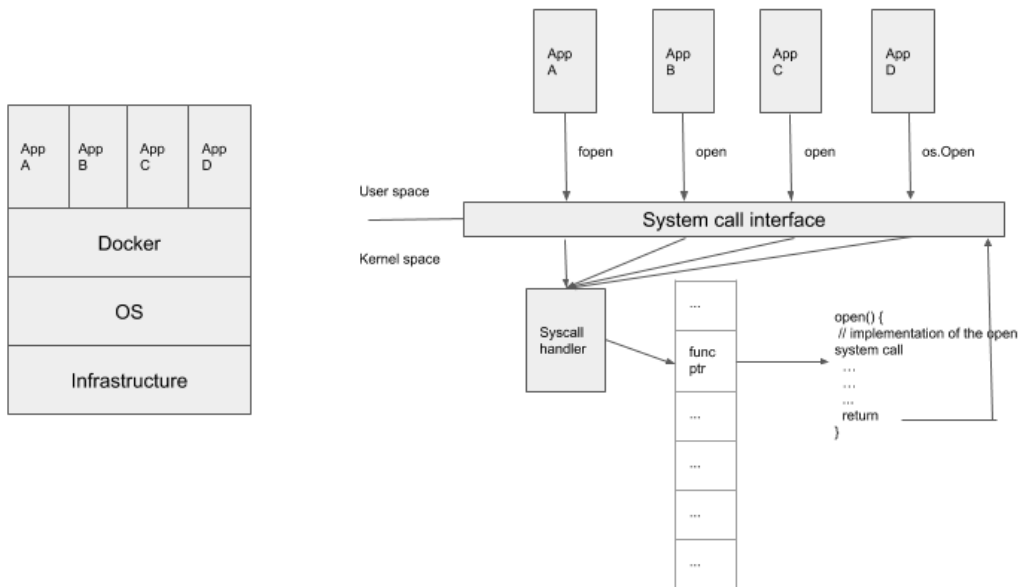 App
A
App
B
App
C
App
D
Docker
OS
Infrastructure
App
A
App
B
App
C
App
D
fopen
open
open
os.Open
User space
System call interface
Kernel space
Syscall
handler
...
func
ptr
...
...
...
...
open() {
// implementation of the open
system call
...
...
...
return
}